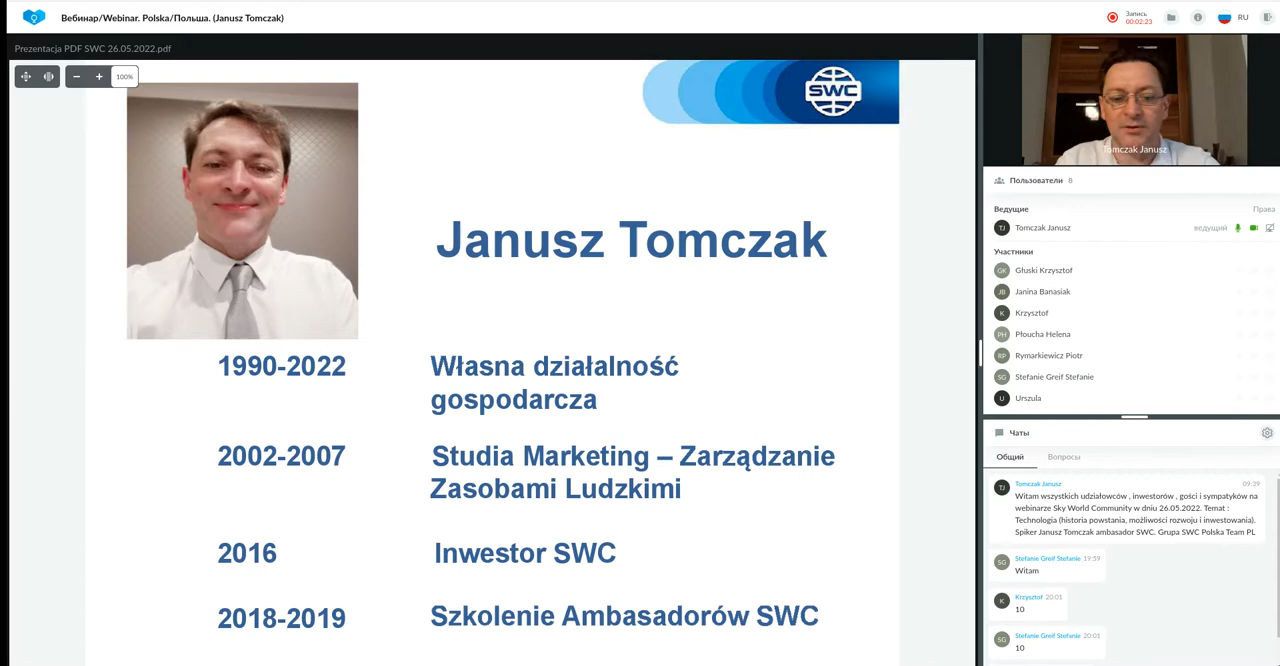 Вебинар/Webinar. Polska/Польша. (Janusz Tomczak)
Запись
00:02:23
RU
Prezentacja PDF SWC 26.05.2022.pdf
100%
SWC
Janusz Tomczak
1990-2022 Własna działalność
gospodarcza
2002-2007 Studia Marketing – Zarządzanie
Zasobami Ludzkimi
2016 Inwestor SWC
2018-2019 Szkolenie Ambasadorów SWC
Tomczak Janusz
Пользователи 8
Ведущие Права
TJ Tomczak Janusz ведущий
Участники
GK Głuski Krzysztof
JB Janina Banasiak
K Krzysztof
PH Płoucha Helena
RP Rymarkiewicz Piotr
SG Stefanie Greif Stefanie
U Urszula
Чаты
Общий Вопросы
TJ Tomczak Janusz 09:39
Witam wszystkich udziałowców , inwestorów , gości i sympatyków na
webinarze Sky World Community w dniu 26.05.2022. Temat :
Technologia (historia powstania, możliwości rozwoju i inwestowania).
Spiker Janusz Tomczak ambasador SWC. Grupa SWC Polska Team PL
SG Stefanie Greif Stefanie 19:59
Witam
K Krzysztof 20:01
10
SG Stefanie Greif Stefanie 20:01
10